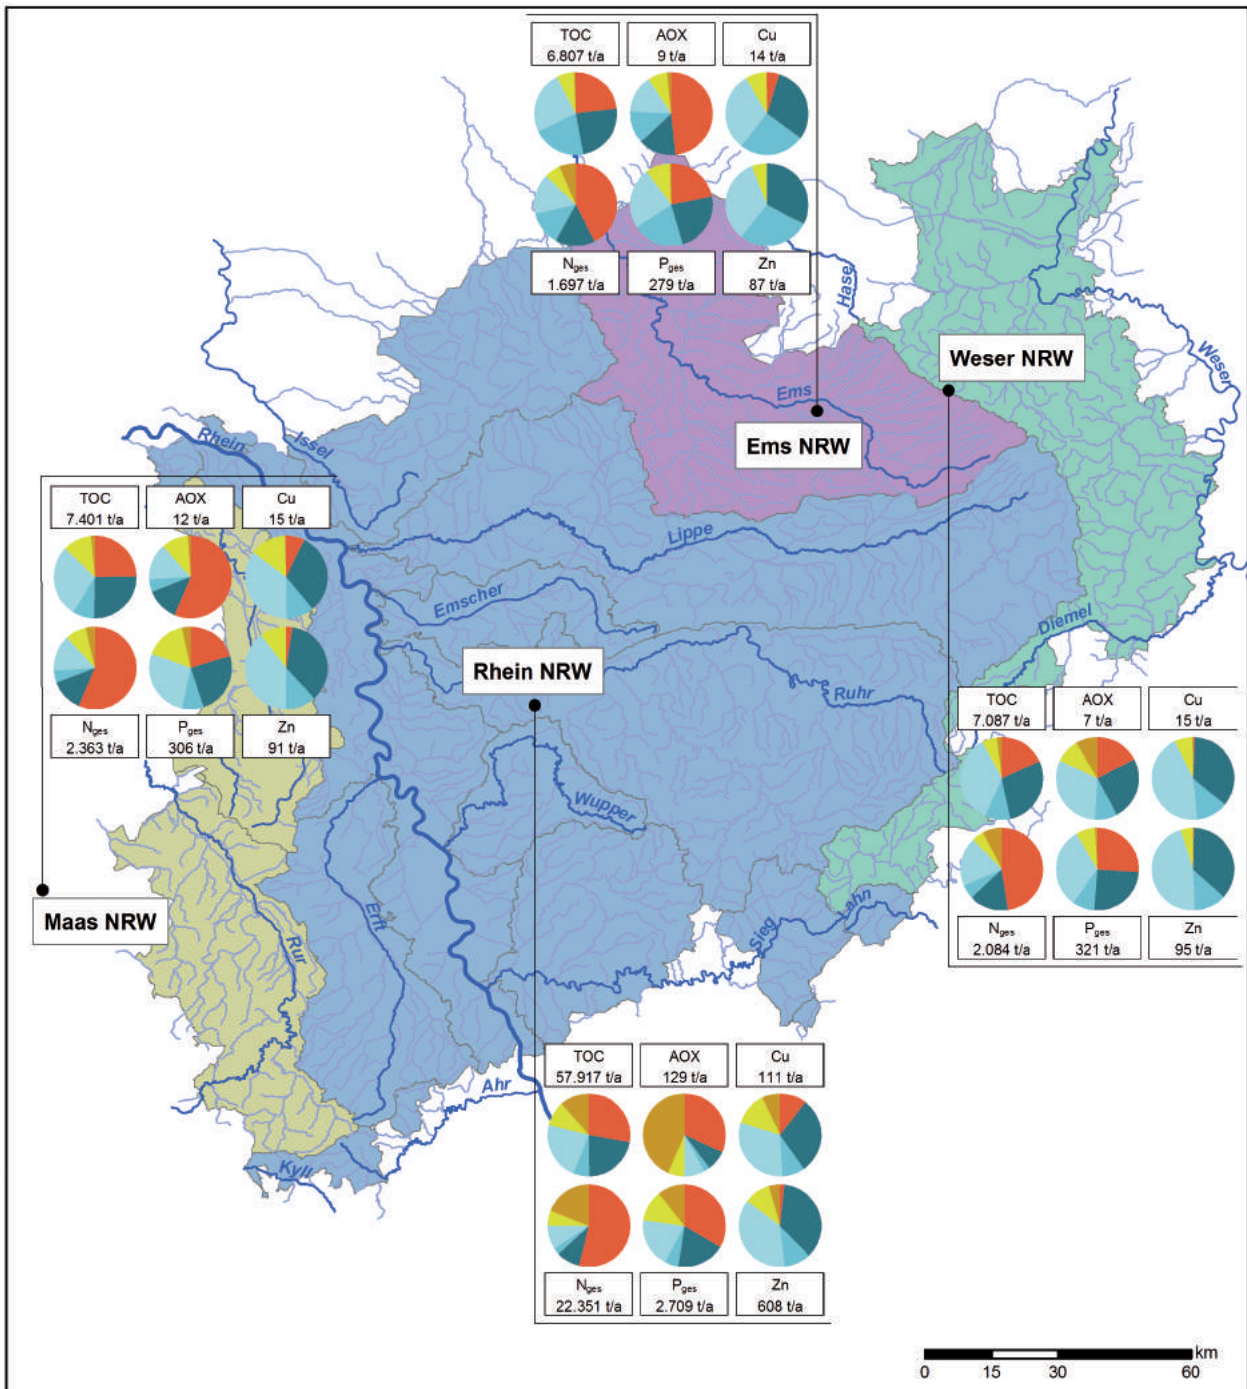 TOC
6.807 t/a
AOX
9 t/a
Cu
14 t/a
Nges
1.697 t/a
Pges
279 t/a
Zn
87 t/a
Hase
Weser
Weser NRW
Ems
Ems NRW
Rhein
Issel
TOC
7.401 t/a
AOX
12 t/a
Cu
15 t/a
Nges
2.363 t/a
Pges
306 t/a
Zn
91 t/a
Lippe
Emscher
Diemel
Rhein NRW
Ruhr
TOC
7.087 t/a
AOX
7 t/a
Cu
15 t/a
Nges
2.084 t/a
Pges
321 t/a
Zn
95 t/a
Wupper
Maas NRW
Rur
Erft
Sieg
Lahn
Ahr
Kyll
TOC
57.917 t/a
AOX
129 t/a
Cu
111 t/a
Nges
22.351 t/a
Pges
2.709 t/a
Zn
608 t/a
km
0 15 30 60